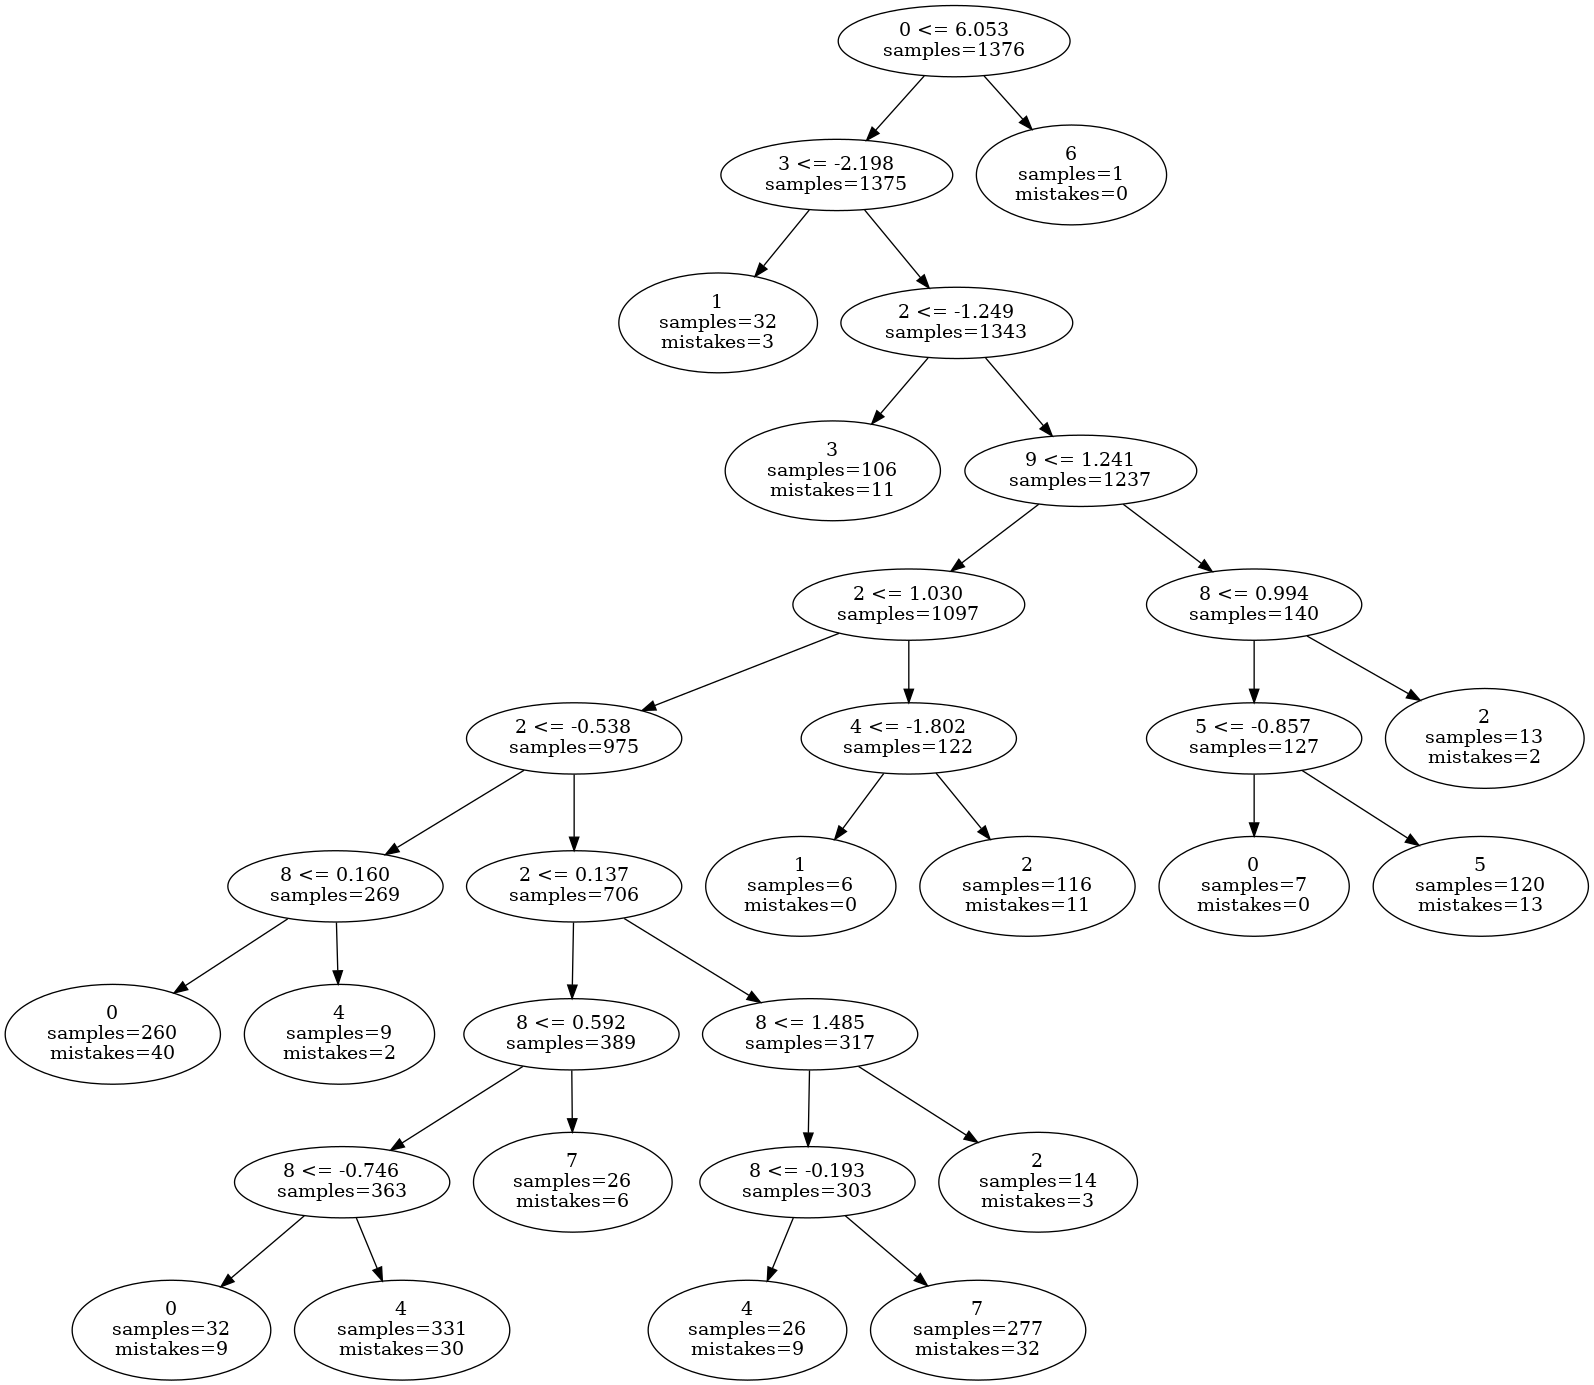 0 <= 6.053
samples=1376
3 <= -2.198
samples=1375
6
samples=1
mistakes=0
1
samples=32
mistakes=3
2 <= -1.249
samples=1343
3
samples=106
mistakes=11
9 <= 1.241
samples=1237
2 <= 1.030
samples=1097
8 <= 0.994
samples=140
2 <= -0.538
samples=975
4 <= -1.802
samples=122
5 <= -0.857
samples=127
2
samples=13
mistakes=2
8 <= 0.160
samples=269
2 <= 0.137
samples=706
1
samples=6
mistakes=0
2
samples=116
mistakes=11
0
samples=7
mistakes=0
5
samples=120
mistakes=13
0
samples=260
mistakes=40
4
samples=9
mistakes=2
8 <= 0.592
samples=389
8 <= 1.485
samples=317
8 <= -0.746
samples=363
7
samples=26
mistakes=6
8 <= -0.193
samples=303
2
samples=14
mistakes=3
0
samples=32
mistakes=9
4
samples=331
mistakes=30
4
samples=26
mistakes=9
7
samples=277
mistakes=32